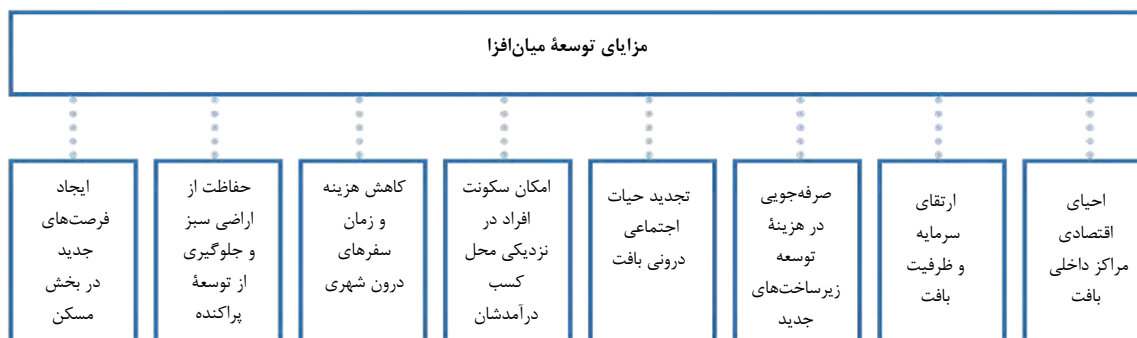 مزایای توسعهٔ میان‌افزا
احیای
اقتصادی
مراکز داخلی
بافت
ارتقای
سرمایه
و ظرفیت
بافت
صرفه‌جویی
در هزینهٔ
توسعه
زیرساخت‌های
جدید
تجدید حیات
اجتماعی
درونی بافت
امکان سکونت
افراد در
نزدیکی محل
کسب
درآمدشان
کاهش هزینه
و زمان
سفرهای
درون شهری
حفاظت از
اراضی سبز
و جلوگیری
از توسعهٔ
پراکنده
ایجاد
فرصت‌های
جدید
در بخش
مسکن